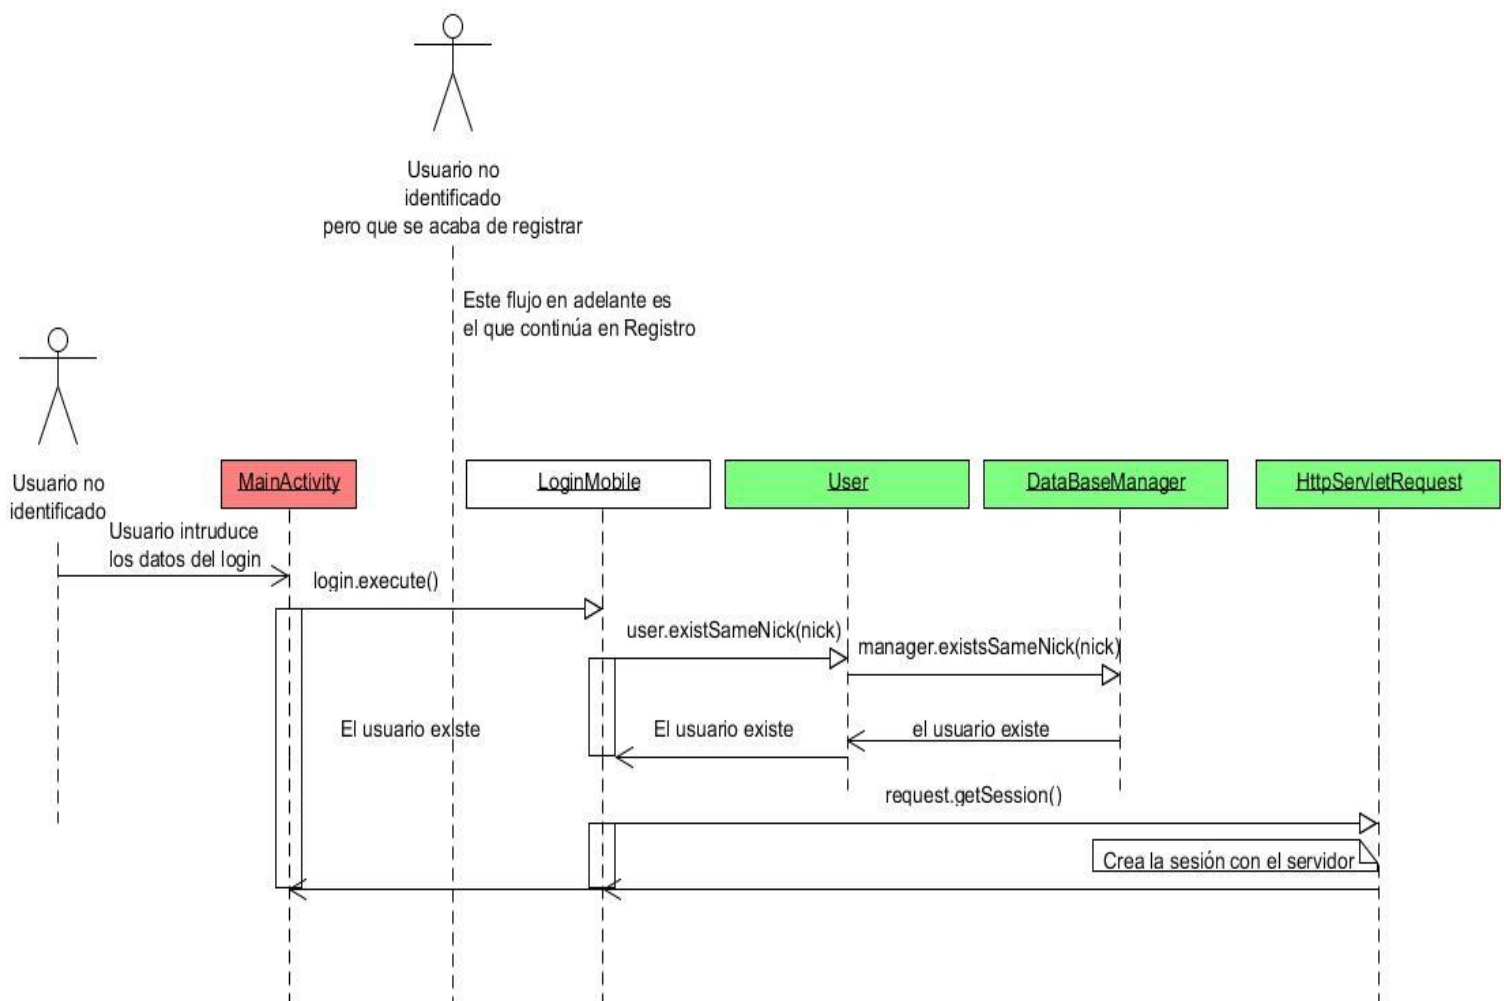 Usuario no
identificado
pero que se acaba de registrar
Este flujo en adelante es
el que continúa en Registro
Usuario no
identificado
MainActivity
LoginMobile
User
DataBaseManager
HttpServletRequest
Usuario intruduce
los datos del login
login.execute()
user.existSameNick(nick)
manager.existsSameNick(nick)
El usuario existe
El usuario existe
el usuario existe
request.getSession()
Crea la sesión con el servidor